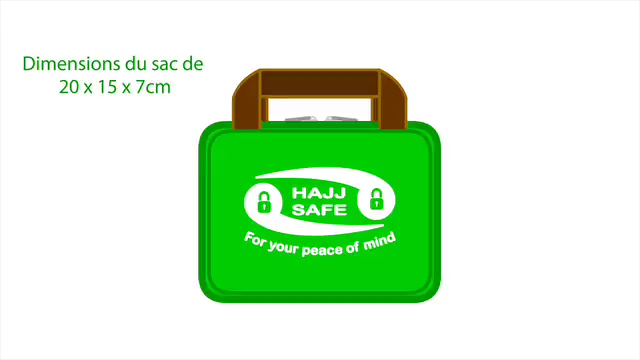 Dimensions du sac de
20 x 15 x 7cm
HAJJ
SAFE
For your peace of mind